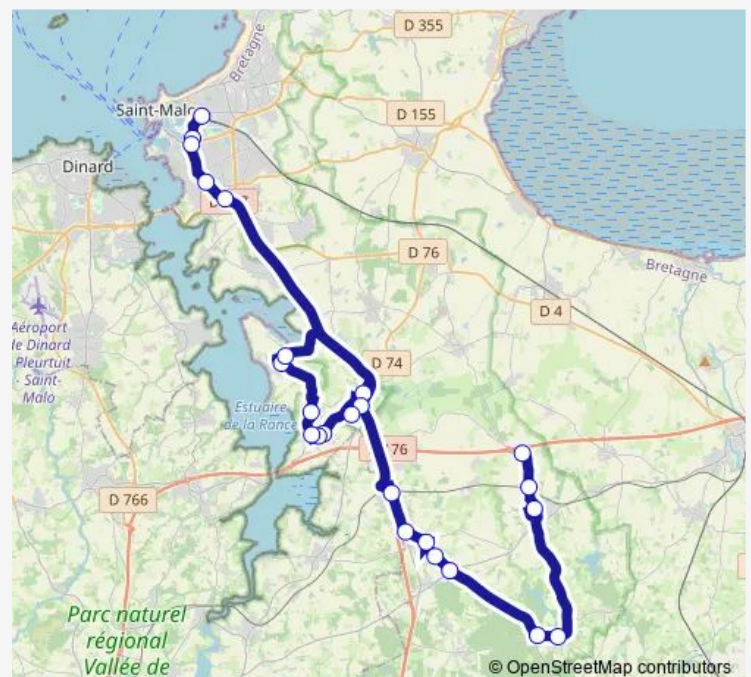 D 355
Bretagne
Saint-Malo
D 155
Dinard
D 76
Bretagne
D 4
Aéroport
de Dinard
Pleurtuit
- Saint-
Malo
D 74
Estuaire
de la Rance
76
D 766
Parc naturel
régional
Vallée de
© OpenStreetMap contributors